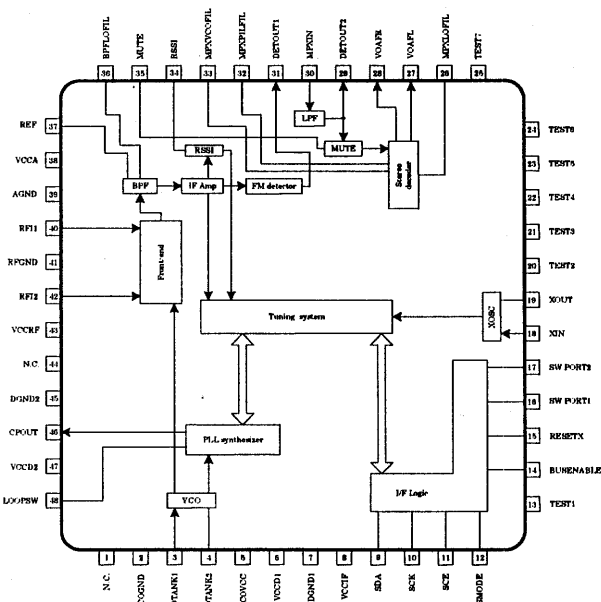 BPFLOFIL
MUTE
RSSI
MPXVCOFIL
MPXPILFIL
DETOUT1
MPXIN
DETOUT2
VOAFR
VOAFL
MPXLOFIL
TEST7
36 35 34 33 32 31 30 29 28 27 26 25
REF 37
VCCA 38
AGND 39
RFI1 40
RFGND 41
RFI2 42
VCCRF 43
N.C. 44
DGND2 45
CPOUT 46
VCCD2 47
LOOPSW 48
LPF
RSSI
MUTE
Stereo decoder
BPF
IF Amp
FM detector
Front-end
Tuning system
XOSC
PLL synthesizer
VCO
I/F Logic
24 TEST6
23 TEST5
22 TEST4
21 TEST3
20 TEST2
19 XOUT
18 XIN
17 SW PORT2
16 SW PORT1
15 RESETX
14 BUSENABLE
13 TEST1
1 2 3 4 5 6 7 8 9 10 11 12
N.C.
COGND
TANK1
TANK2
COVCC
VCCD1
DGND1
VCCIF
SDA
SCK
SCE
SMODE